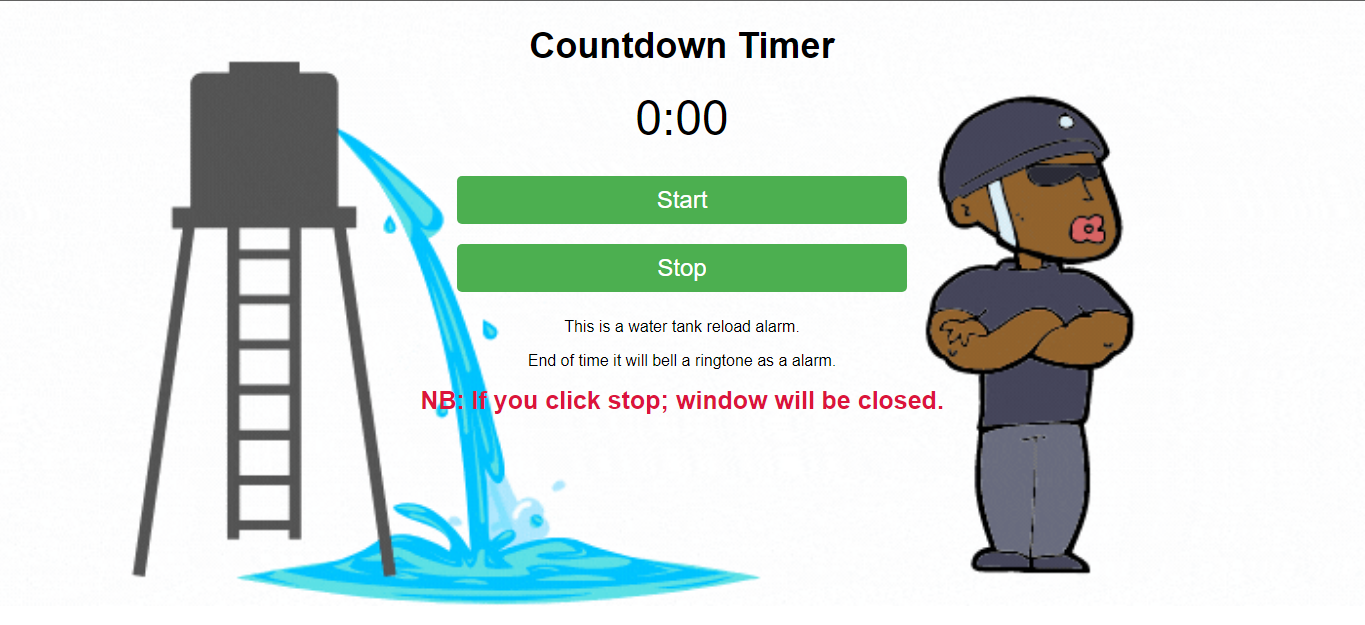 Countdown Timer
0:00
Start
Stop
This is a water tank reload alarm.
End of time it will bell a ringtone as a alarm.
NB: If you click stop; window will be closed.